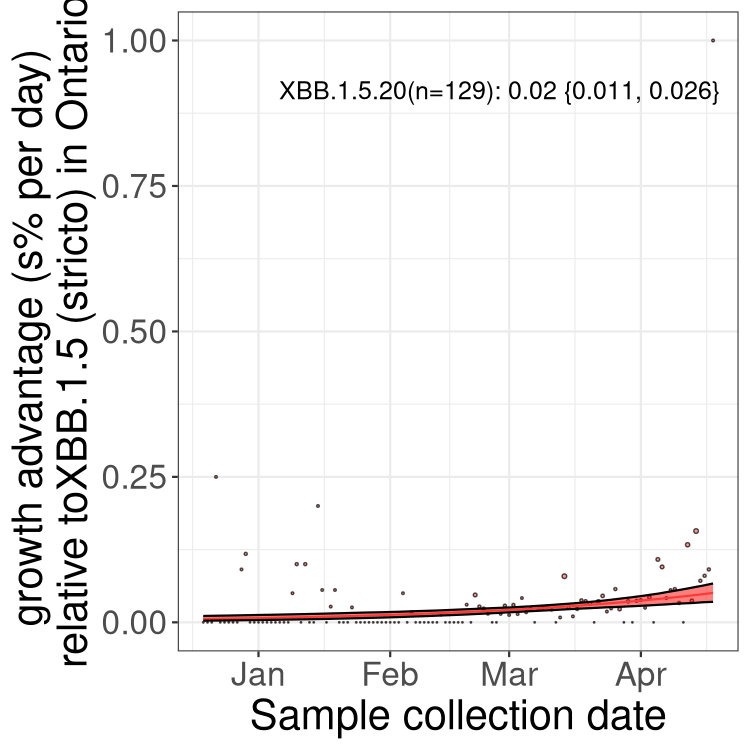 growth advantage (s% per day)
relative toXBB.1.5 (stricto) in Ontario
1.00
XBB.1.5.20(n=129): 0.02 {0.011, 0.026}
0.75
0.50
0.25
0.00
Jan Feb Mar Apr
Sample collection date